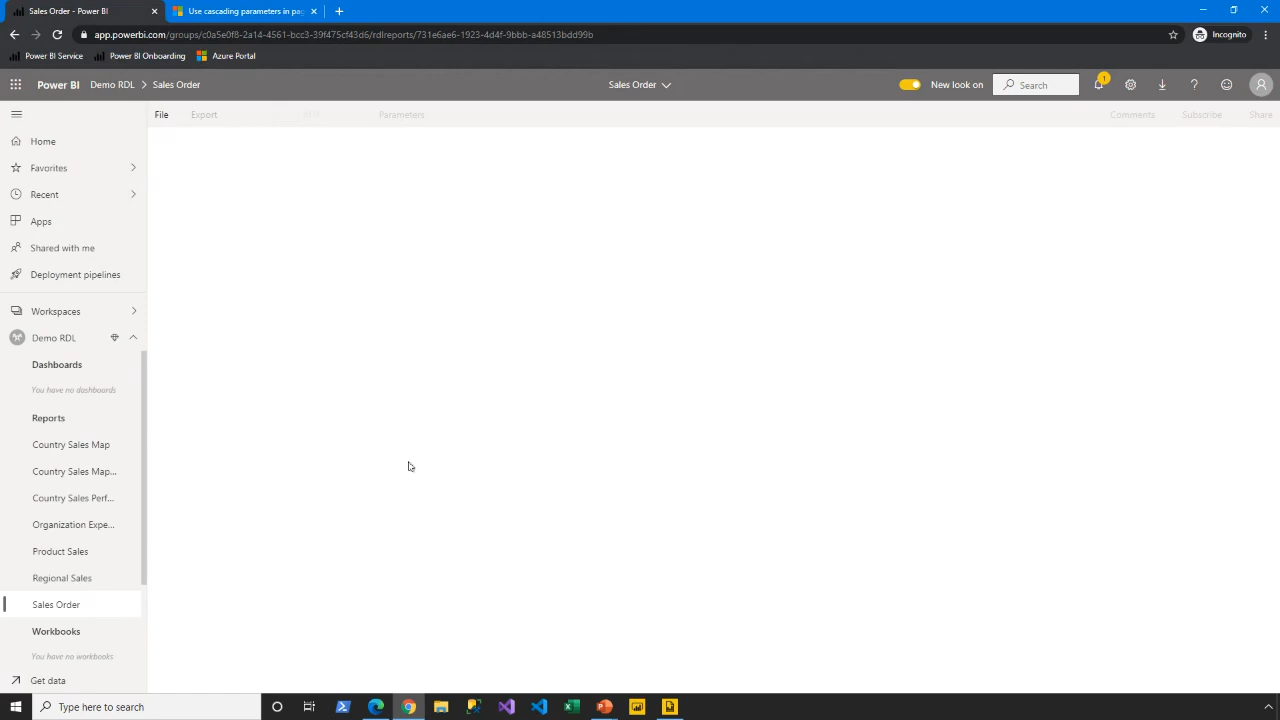 Sales Order - Power BI
Use cascading parameters in pag
app.powerbi.com/groups/c0a5e0f8-2a14-4561-bcc3-39f475cf43d6/rdlreports/731e6ae6-1923-4d4f-9bbb-a48513bdd99b
Incognito
Power BI Service
Power BI Onboarding
Azure Portal
Power BI
Demo RDL
Sales Order
Sales Order
New look on
Search
1
File
Export
Parameters
Comments
Subscribe
Share
Home
Favorites
Recent
Apps
Shared with me
Deployment pipelines
Workspaces
Demo RDL
Dashboards
You have no dashboards
Reports
Country Sales Map
Country Sales Map...
Country Sales Perf...
Organization Expe...
Product Sales
Regional Sales
Sales Order
Workbooks
You have no workbooks
Get data
Type here to search